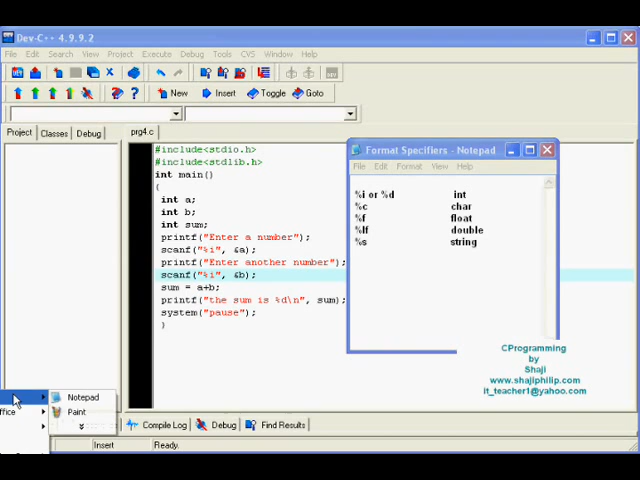 Dev-C++ 4.9.9.2
File Edit Search View Project Execute Debug Tools CVS Window Help
New Insert Toggle Goto
Project Classes Debug
prg4.c
#include<stdio.h>
#include<stdlib.h>
int main()
{
int a;
int b;
int sum;
printf("Enter a number");
scanf("%i", &a);
printf("Enter another number");
scanf("%i", &b);
sum = a+b;
printf("the sum is %d\n", sum);
system("pause");
}
Format Specifiers - Notepad
File Edit Format View Help
%i or %d int
%c char
%f float
%lf double
%s string
CProgramming
by
Shaji
www.shajiphilip.com
it_teacher1@yahoo.com
Notepad
ffice Paint
Compile Log Debug Find Results
Insert Ready.